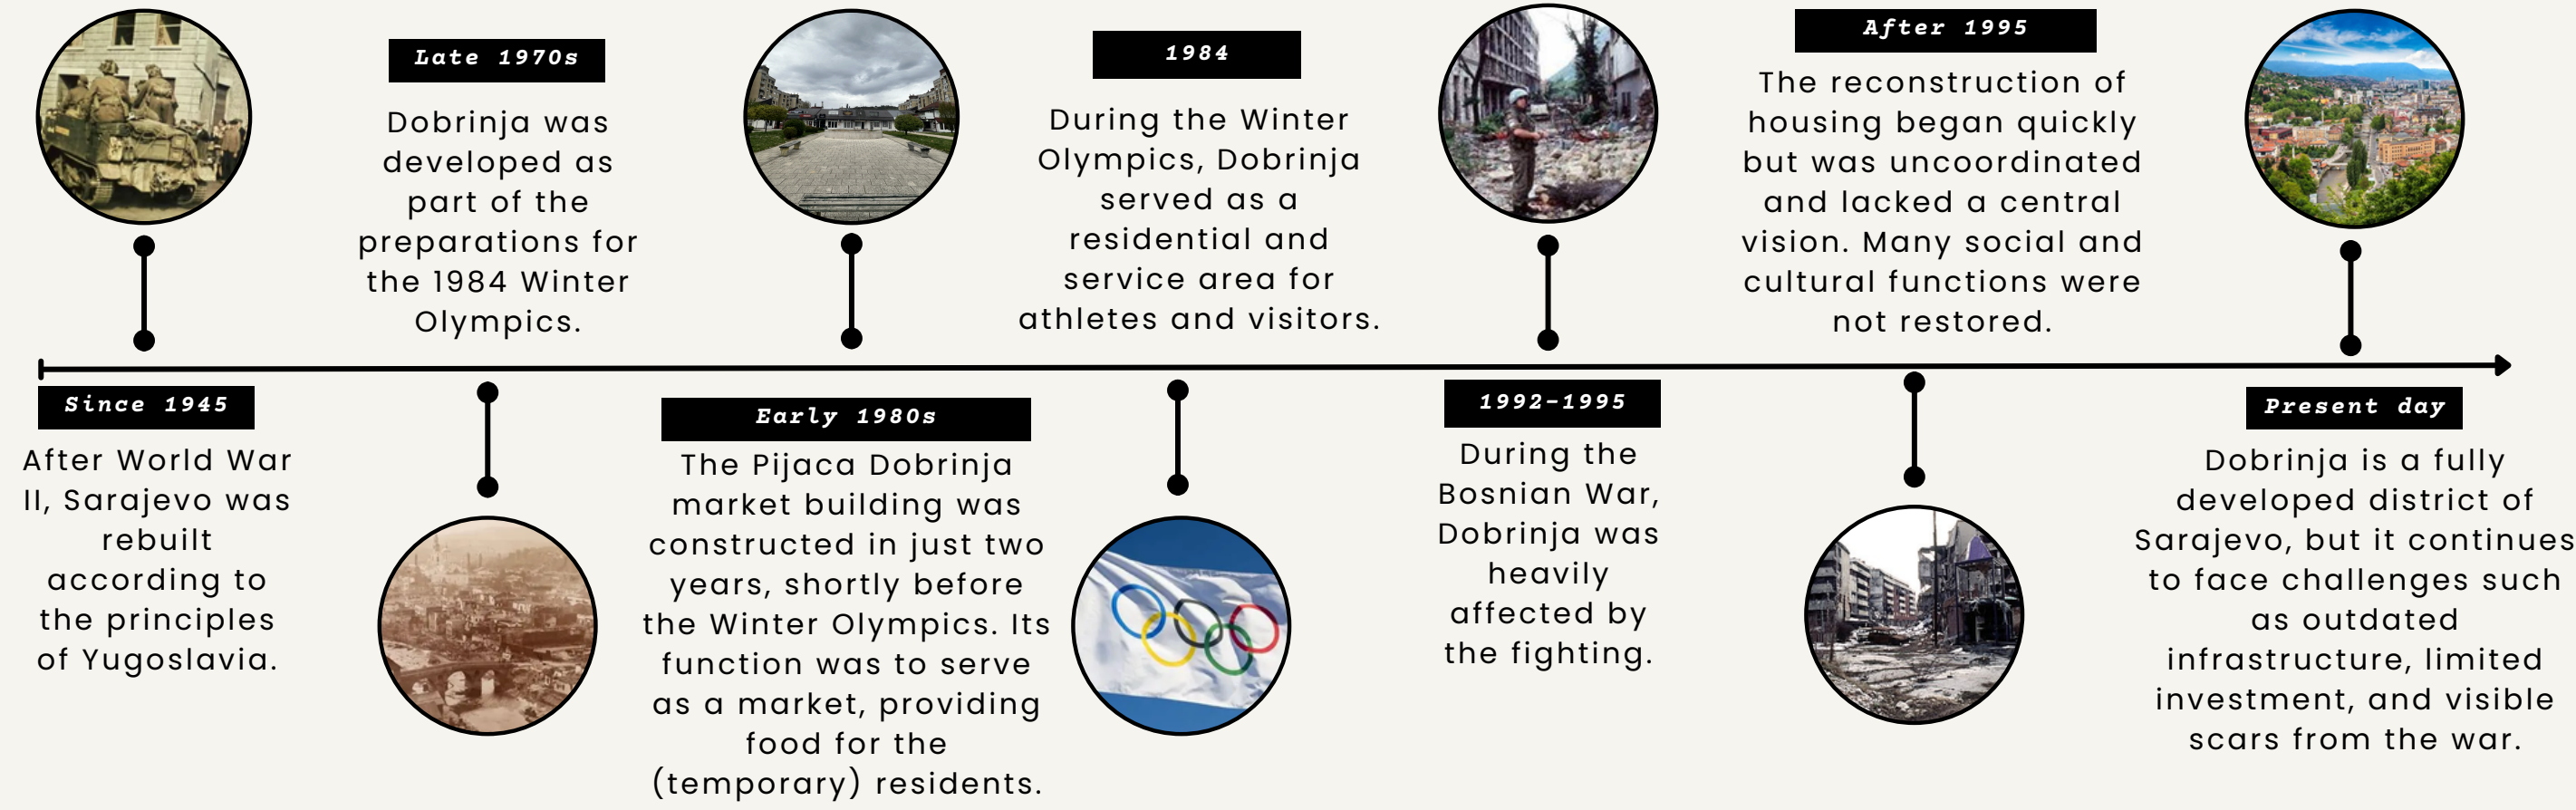 Since 1945
After World War
II, Sarajevo was
rebuilt
according to
the principles
of Yugoslavia.
Late 1970s
Dobrinja was
developed as
part of the
preparations for
the 1984 Winter
Olympics.
Early 1980s
The Pijaca Dobrinja
market building was
constructed in just two
years, shortly before
the Winter Olympics. Its
function was to serve
as a market, providing
food for the
(temporary) residents.
1984
During the Winter
Olympics, Dobrinja
served as a
residential and
service area for
athletes and visitors.
1992-1995
During the
Bosnian War,
Dobrinja was
heavily
affected by
the fighting.
After 1995
The reconstruction of
housing began quickly
but was uncoordinated
and lacked a central
vision. Many social and
cultural functions were
not restored.
Present day
Dobrinja is a fully
developed district of
Sarajevo, but it continues
to face challenges such
as outdated
infrastructure, limited
investment, and visible
scars from the war.